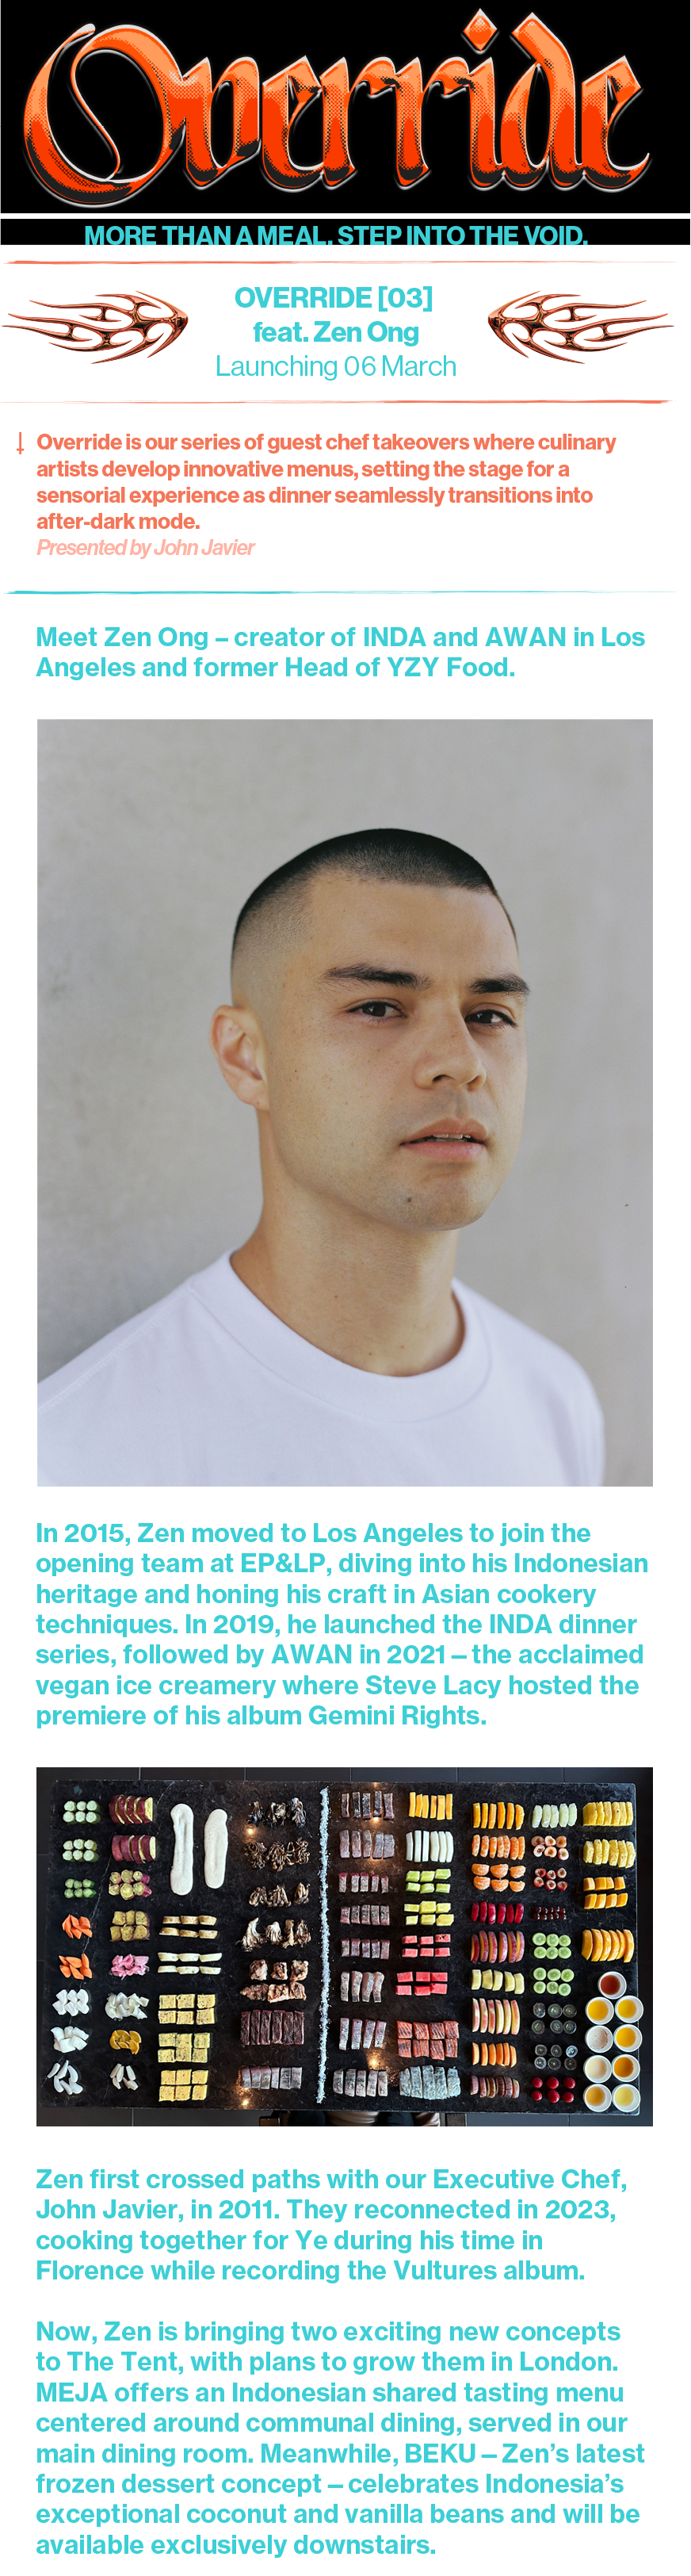 Override
MORE THAN A MEAL. STEP INTO THE VOID.
OVERRIDE [03]
feat. Zen Ong
Launching 06 March
Override is our series of guest chef takeovers where culinary
artists develop innovative menus, setting the stage for a
sensorial experience as dinner seamlessly transitions into
after-dark mode.
Presented by John Javier
Meet Zen Ong – creator of INDA and AWAN in Los
Angeles and former Head of YZY Food.
In 2015, Zen moved to Los Angeles to join the
opening team at EP&LP, diving into his Indonesian
heritage and honing his craft in Asian cookery
techniques. In 2019, he launched the INDA dinner
series, followed by AWAN in 2021 – the acclaimed
vegan ice creamery where Steve Lacy hosted the
premiere of his album Gemini Rights.
Zen first crossed paths with our Executive Chef,
John Javier, in 2011. They reconnected in 2023,
cooking together for Ye during his time in
Florence while recording the Vultures album.
Now, Zen is bringing two exciting new concepts
to The Tent, with plans to grow them in London.
MEJA offers an Indonesian shared tasting menu
centered around communal dining, served in our
main dining room. Meanwhile, BEKU – Zen’s latest
frozen dessert concept – celebrates Indonesia’s
exceptional coconut and vanilla beans and will be
available exclusively downstairs.